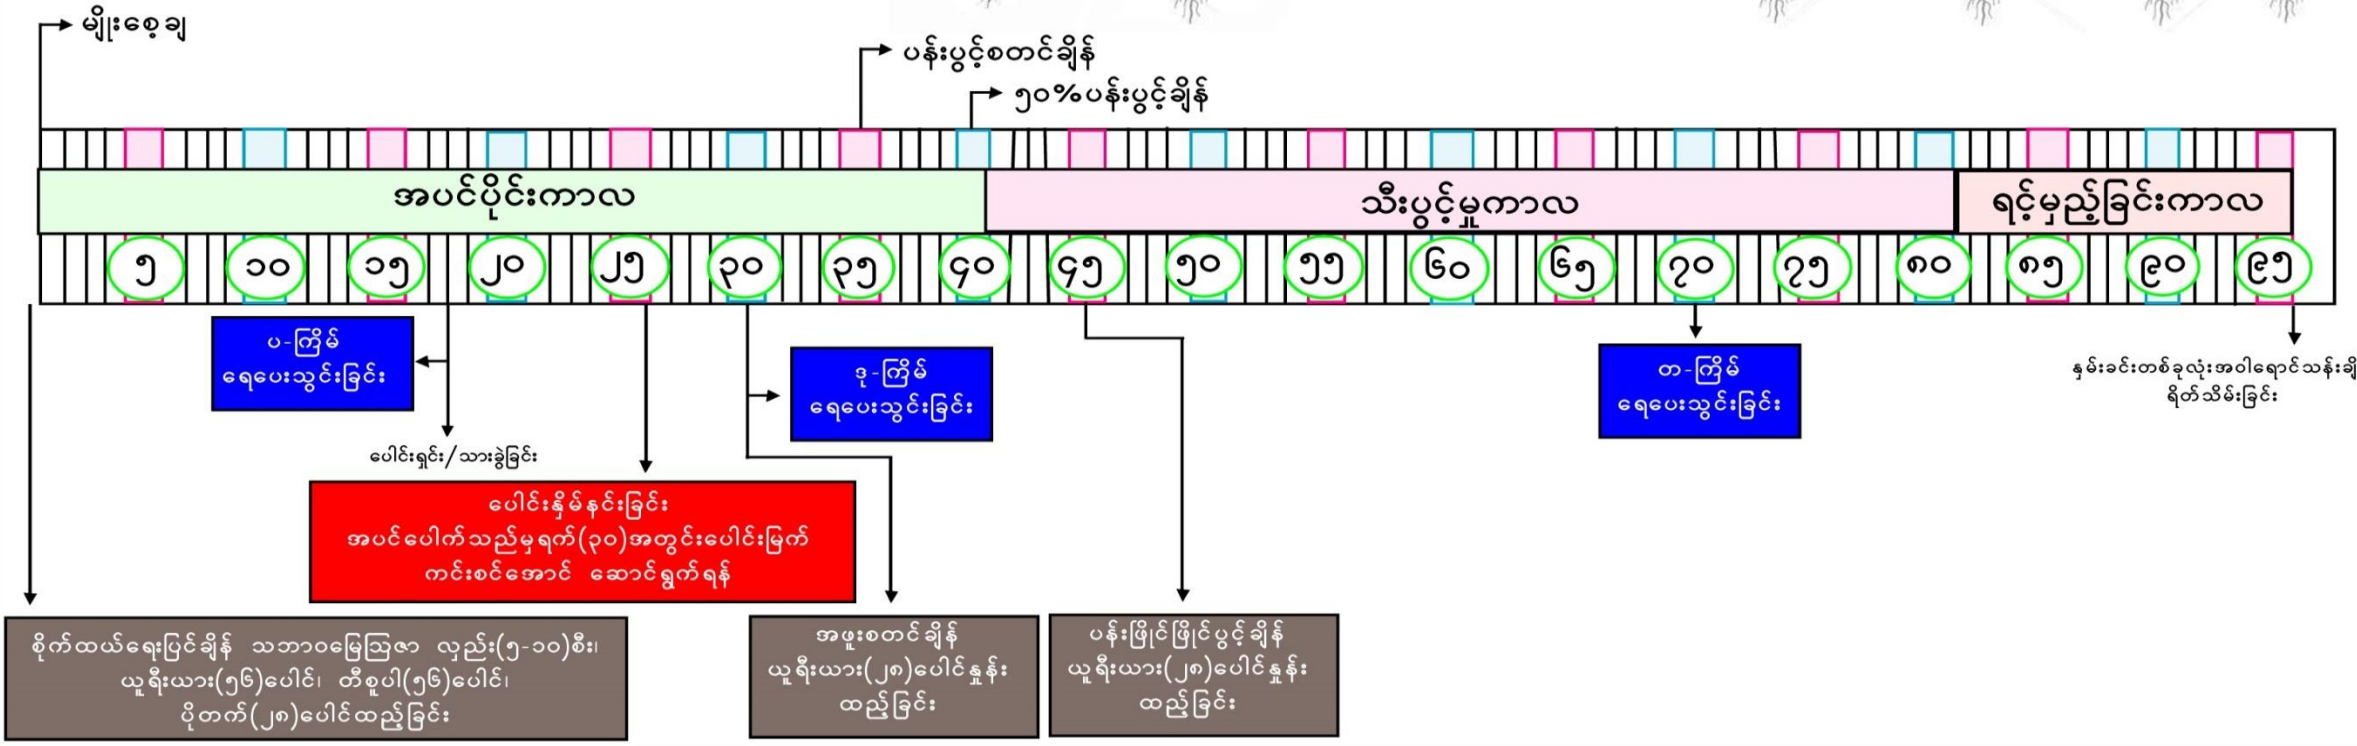 မျိုးစေ့ချ
ပန်းပွင့်စတင်ချိန်
၅၀%ပန်းပွင့်ချိန်
အပင်ပိုင်းကာလ
သီးပွင့်မှုကာလ
ရင့်မှည့်ခြင်းကာလ
၅ ၁၀ ၁၅ ၂၀ ၂၅ ၃၀ ၃၅ ၄၀ ၄၅ ၅၀ ၅၅ ၆၀ ၆၅ ၇၀ ၇၅ ၈၀ ၈၅ ၉၀ ၉၅
ပ-ကြိမ်
ရေပေးသွင်းခြင်း
ဒု-ကြိမ်
ရေပေးသွင်းခြင်း
တ-ကြိမ်
ရေပေးသွင်းခြင်း
နှမ်းခင်းတစ်ခုလုံးအဝါရောင်သန်းချိ
ရိတ်သိမ်းခြင်း
ပေါင်းရှင်း/သားခွဲခြင်း
ပေါင်းနှိမ်နင်းခြင်း
အပင်ပေါက်သည်မှရက်(၃၀)အတွင်းပေါင်းမြက်
ကင်းစင်အောင် ဆောင်ရွက်ရန်
စိုက်ထယ်ရေးပြင်ချိန် သဘာဝမြေသြဇာ လှည်း(၅-၁၀)စီး၊
ယူရီးယား(၅၆)ပေါင်၊ တီစူပါ(၅၆)ပေါင်၊
ပိုတက်(၂၈)ပေါင်ထည့်ခြင်း
အဖူးစတင်ချိန်
ယူရီးယား(၂၈)ပေါင်နှုန်း
ထည့်ခြင်း
ပန်းဖြိုင်ဖြိုင်ပွင့်ချိန်
ယူရီးယား(၂၈)ပေါင်နှုန်း
ထည့်ခြင်း